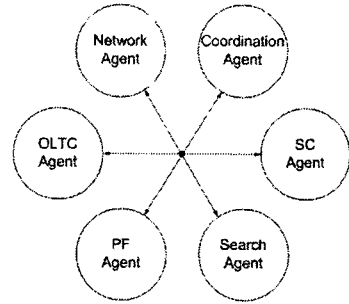 Network
Agent
Coordination
Agent
OLTC
Agent
SC
Agent
PF
Agent
Search
Agent